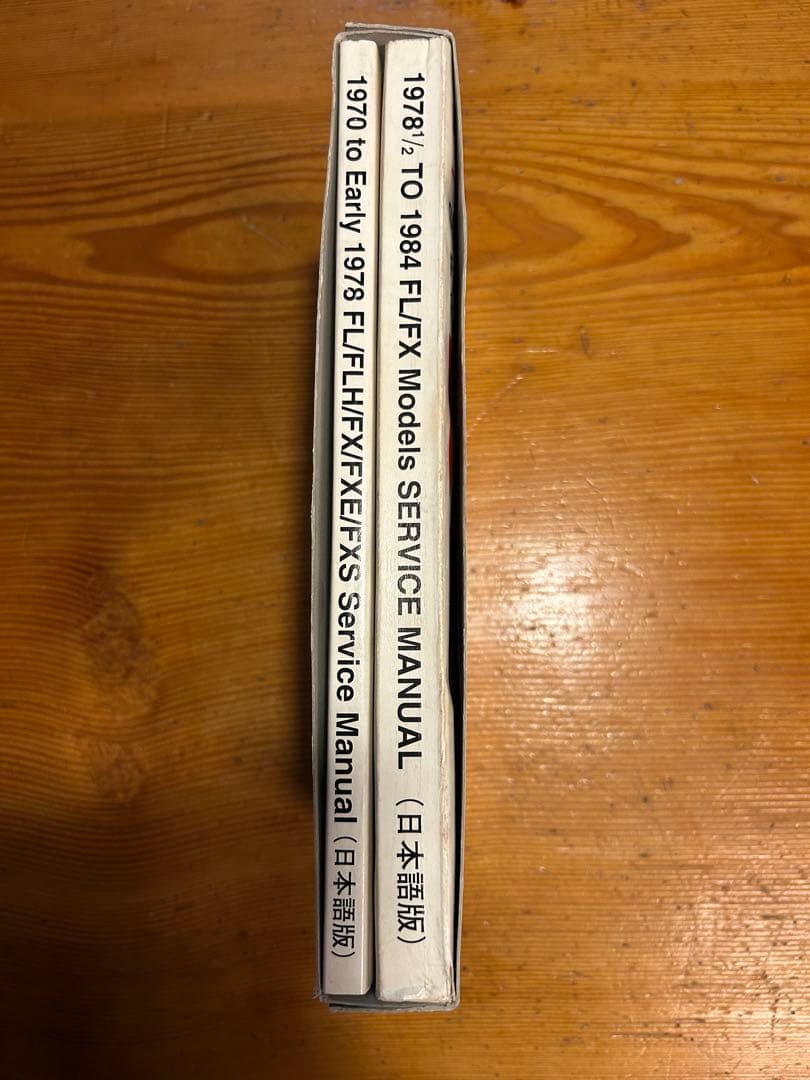 1970 to Early 1978 FL/FLH/FX/FXE/FXS Service Manual (日本語版)
1978 1/2 TO 1984 FL/FX Models SERVICE MANUAL (日本語版)